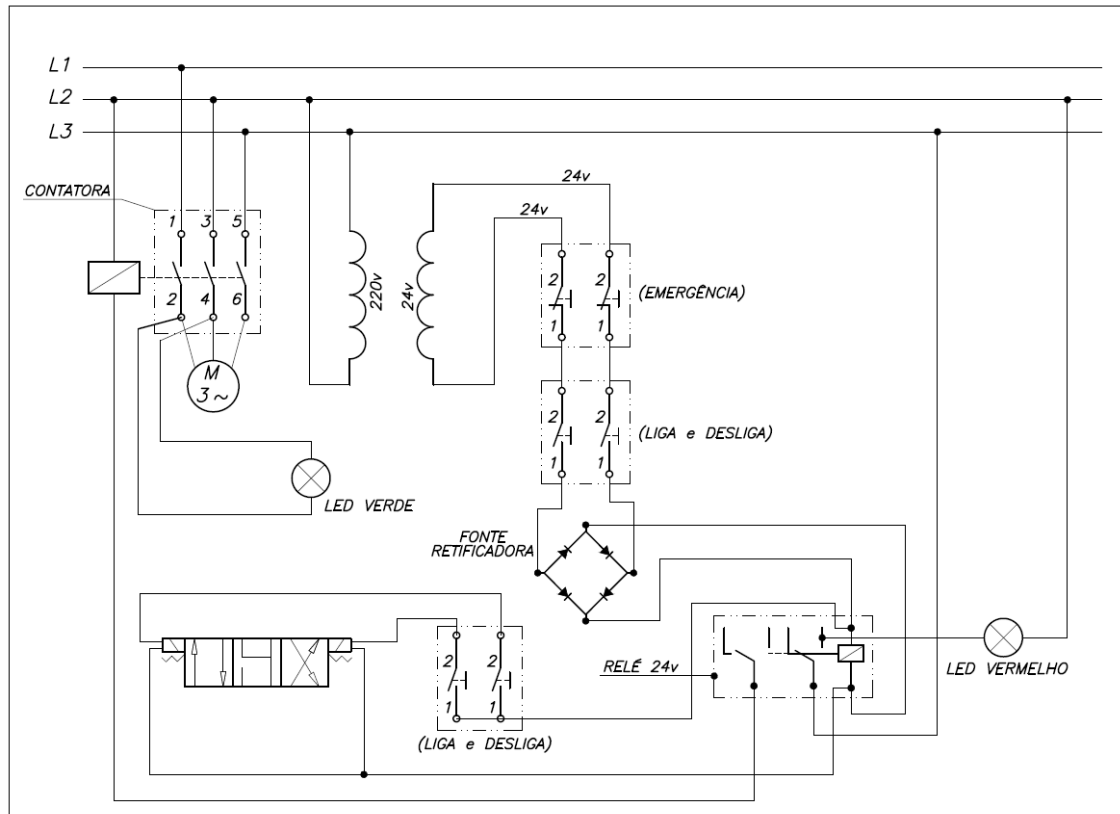 L1
L2
L3
CONTATORA
1 3 5
2 4 6
M
3~
220v
24v
24v
24v
2 2
1 1
(EMERGÊNCIA)
2 2
1 1
(LIGA e DESLIGA)
LED VERDE
FONTE
RETIFICADORA
2 2
1 1
(LIGA e DESLIGA)
RELÉ 24v
LED VERMELHO